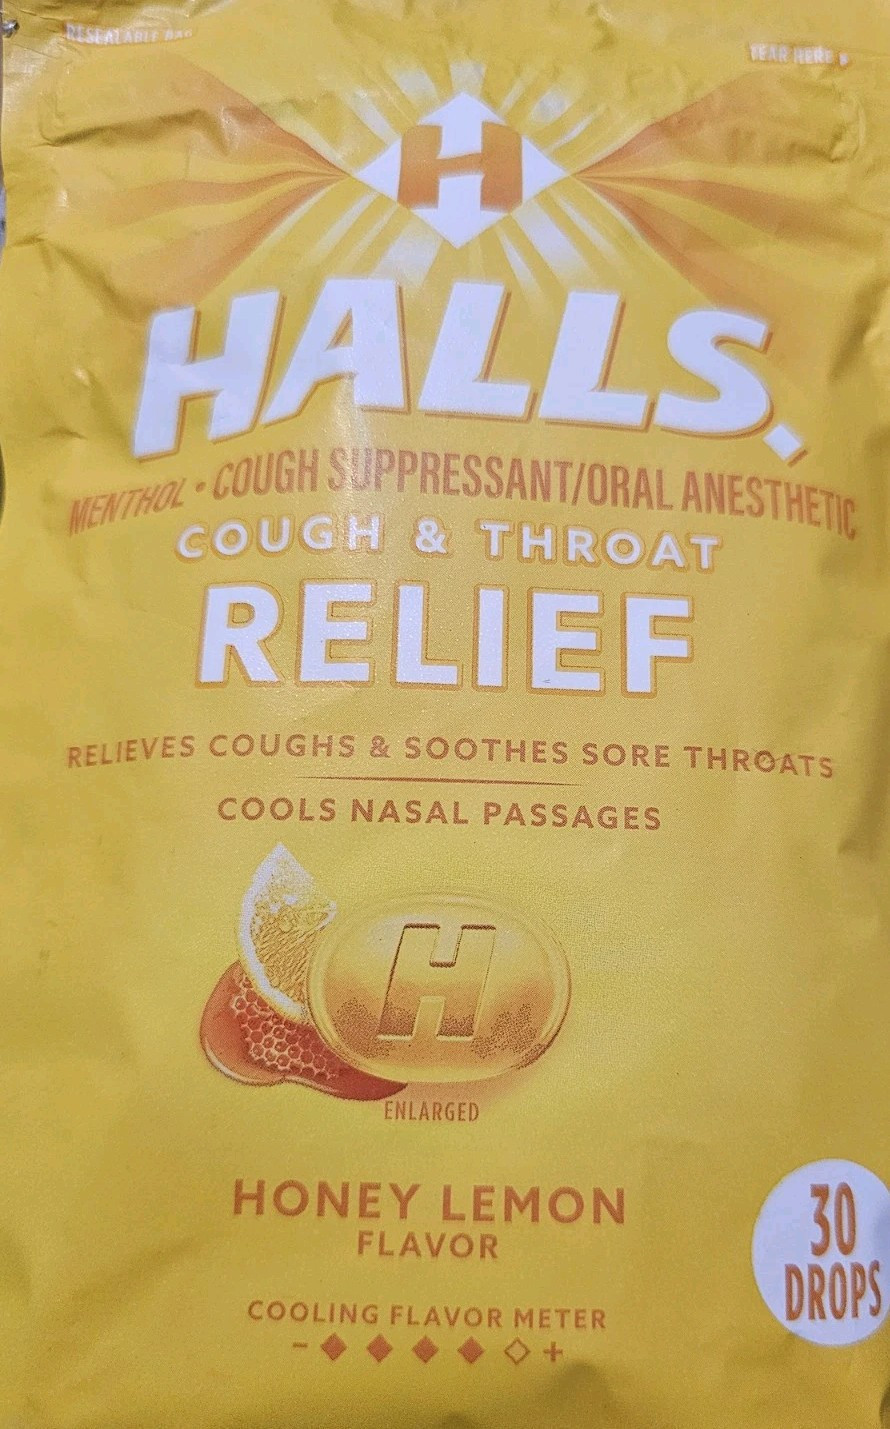 RESEALABLE BAG
TEAR HERE
H
HALLS.
MENTHOL • COUGH SUPPRESSANT/ORAL ANESTHETIC
COUGH & THROAT
RELIEF
RELIEVES COUGHS & SOOTHES SORE THROATS
COOLS NASAL PASSAGES
H
ENLARGED
HONEY LEMON
FLAVOR
30
DROPS
COOLING FLAVOR METER
- ◆ ◆ ◆ ◆ ◇ +